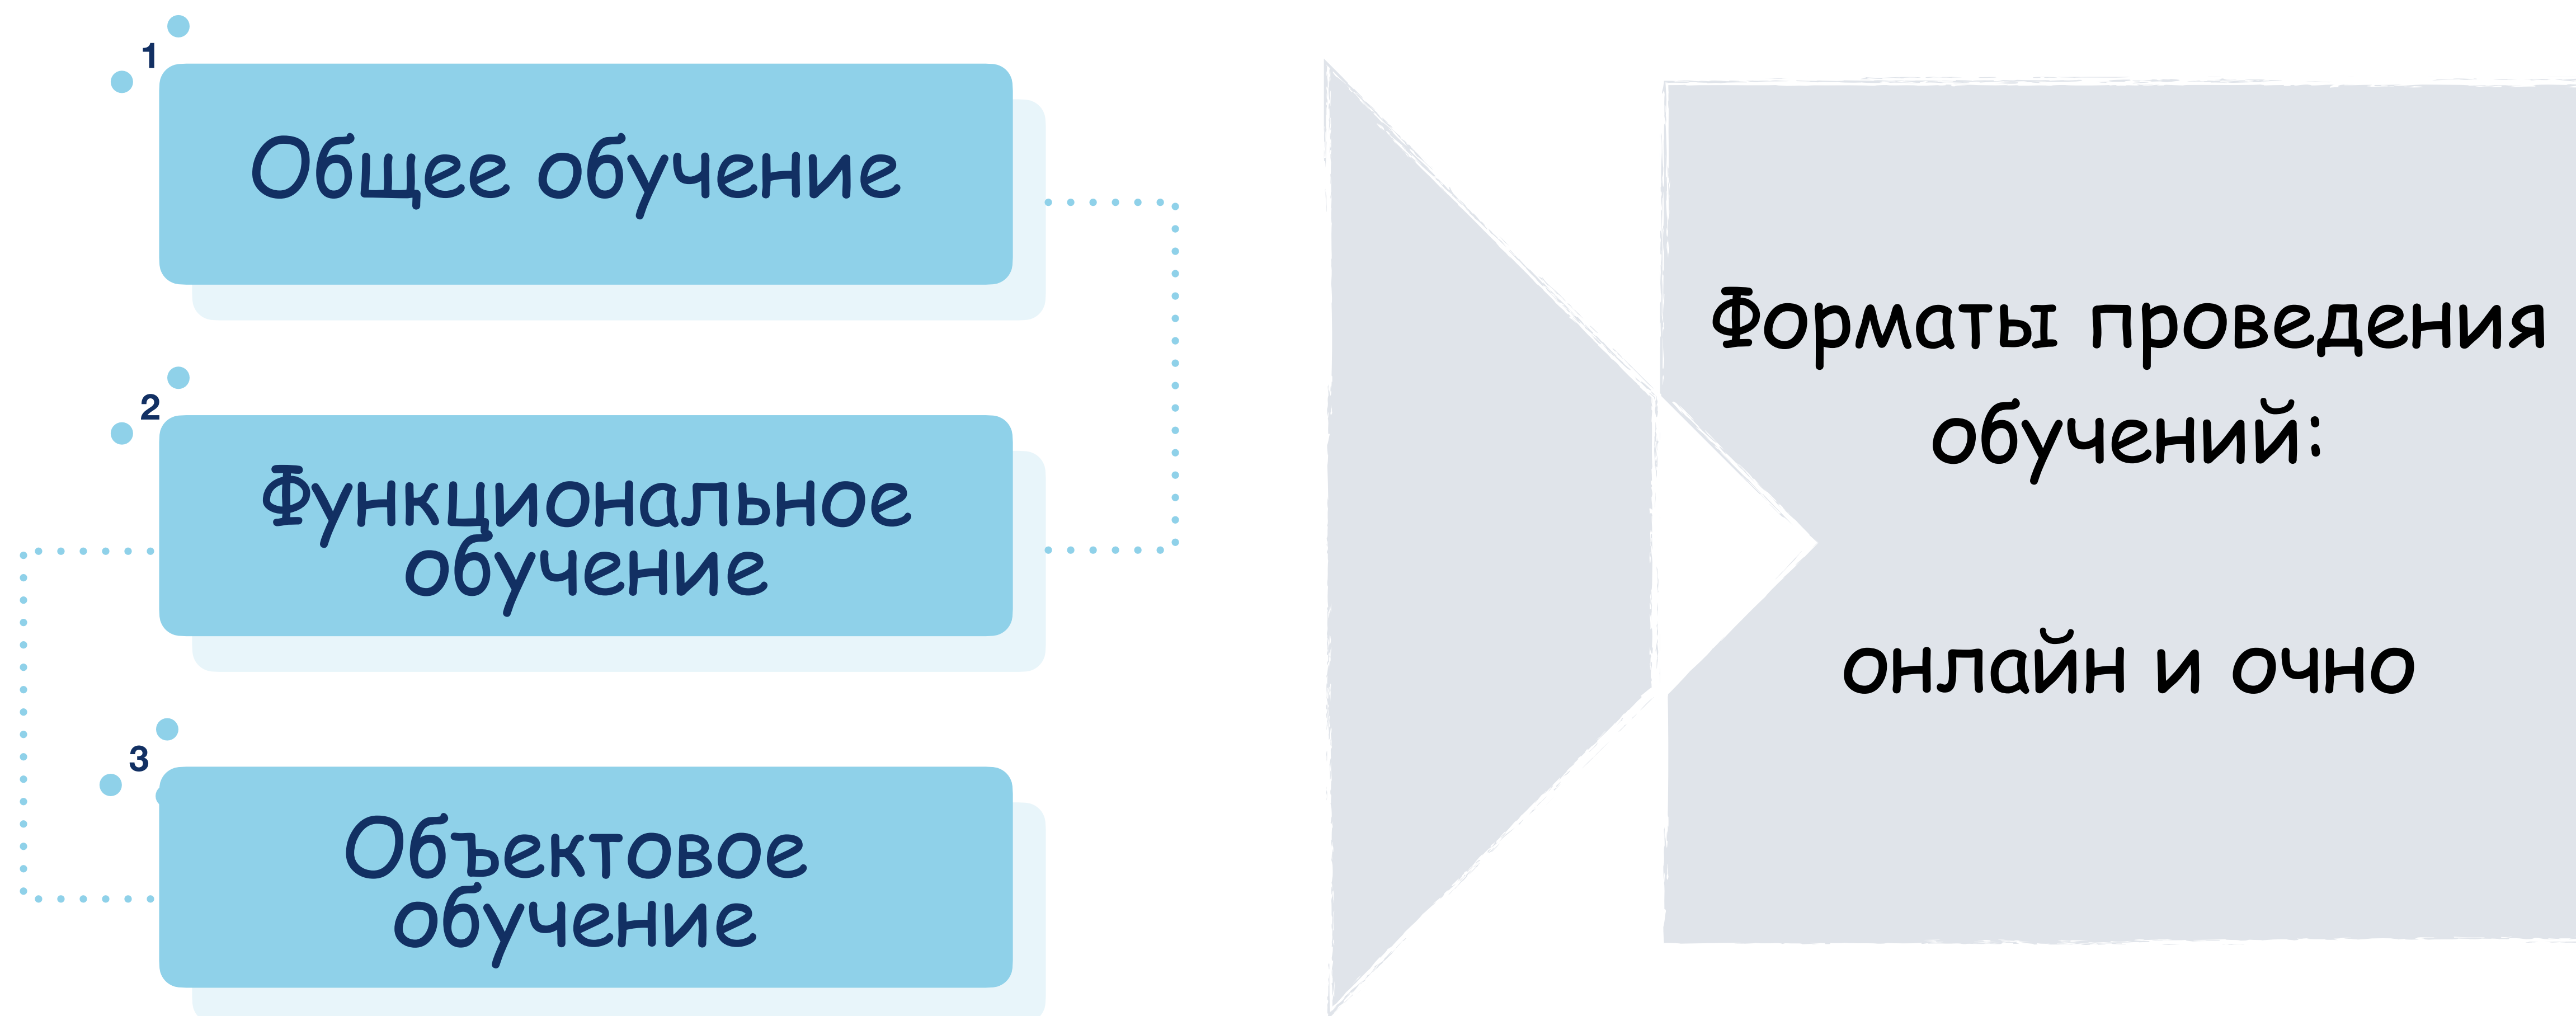 1
Общее обучение
2
Функциональное
обучение
3
Объектовое
обучение
Форматы проведения
обучений:
онлайн и очно